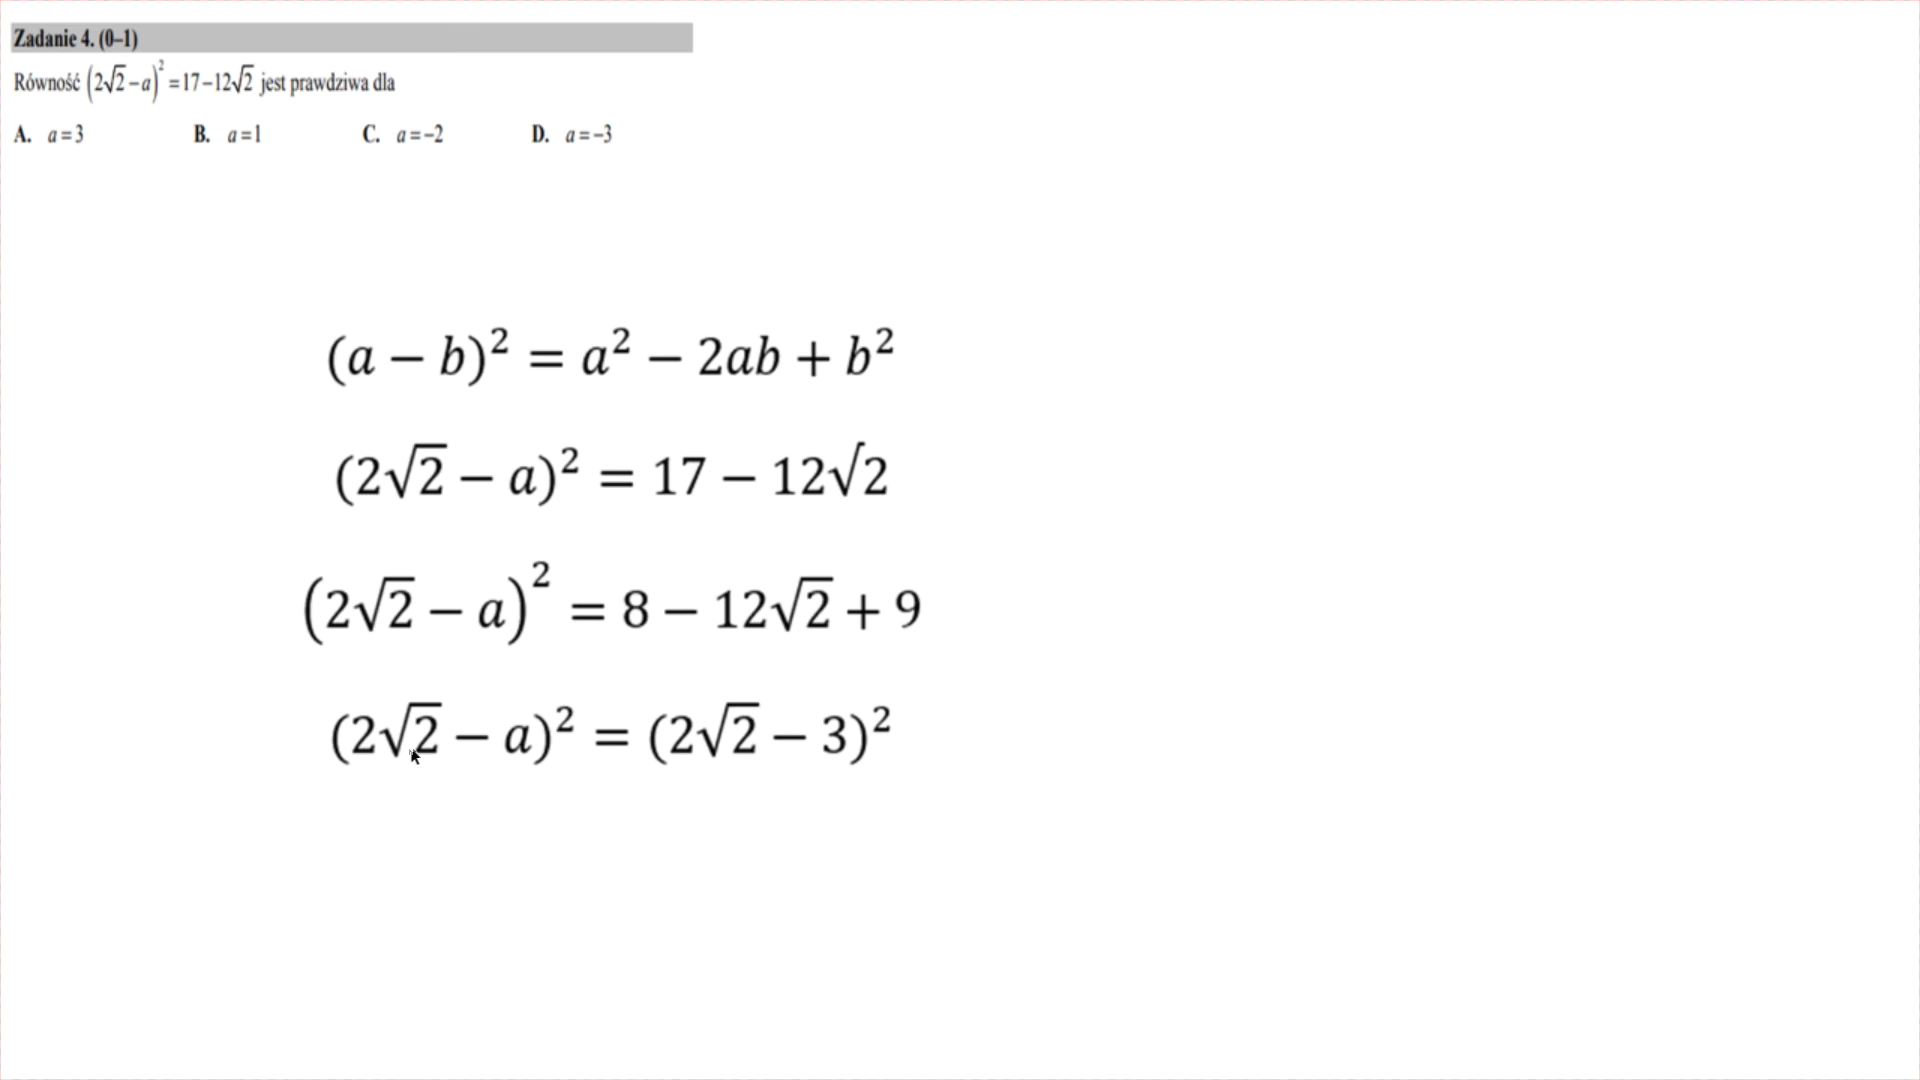 Zadanie 4. (0–1)
Równość (2√2 − a)² = 17 − 12√2 jest prawdziwa dla
A. a = 3 B. a = 1 C. a = −2 D. a = −3
(a − b)² = a² − 2ab + b²
(2√2 − a)² = 17 − 12√2
(2√2 − a)² = 8 − 12√2 + 9
(2√2 − a)² = (2√2 − 3)²